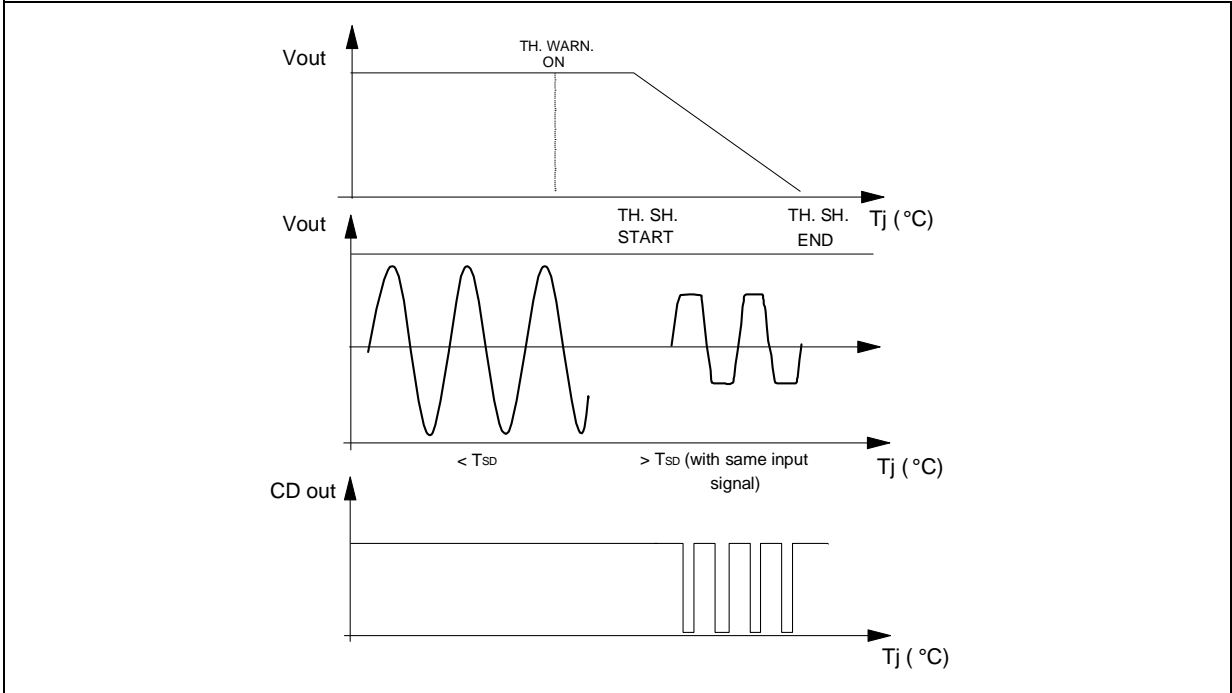 Vout
TH. WARN.
ON
TH. SH.
START
TH. SH.
END
Tj ( °C)
Vout
< TSD
> TSD (with same input
signal)
Tj ( °C)
CD out
Tj ( °C)